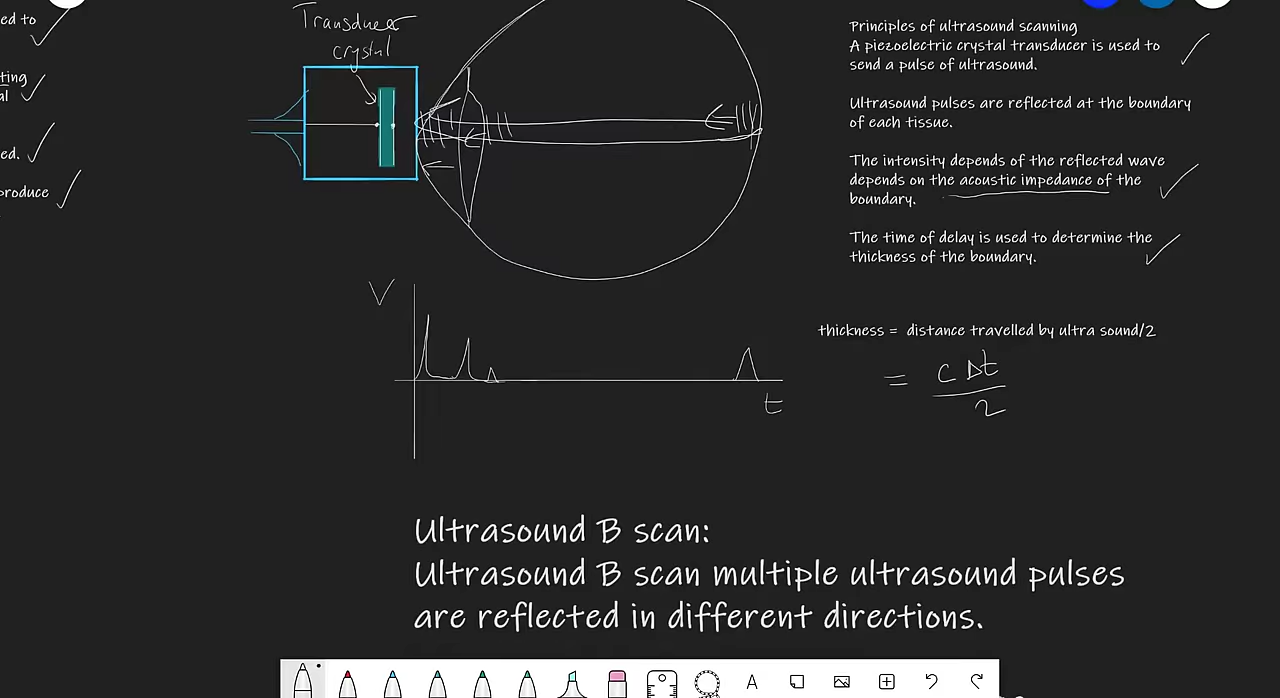 ed to
ting
al
ed.
produce
Transducer
crystal
Principles of ultrasound scanning
A piezoelectric crystal transducer is used to
send a pulse of ultrasound.
Ultrasound pulses are reflected at the boundary
of each tissue.
The intensity depends of the reflected wave
depends on the acoustic impedance of the
boundary.
The time of delay is used to determine the
thickness of the boundary.
V
t
thickness = distance travelled by ultra sound/2
= c Δt
2
Ultrasound B scan:
Ultrasound B scan multiple ultrasound pulses
are reflected in different directions.
A